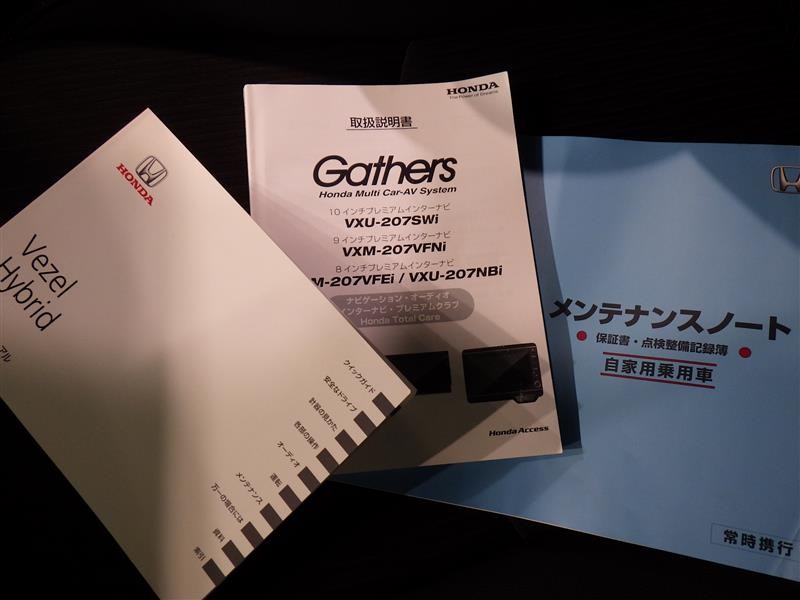 HONDA
Vezel
Hybrid
アル
クイックガイド
安全なドライブ
計器の見かた
各部の操作
オーディオ
運転
メンテナンス
万一の場合には
資料
索引
HONDA
The Power of Dreams
取扱説明書
Gathers
Honda Multi Car-AV System
10インチプレミアムインターナビ
VXU-207SWi
9インチプレミアムインターナビ
VXM-207VFNi
8インチプレミアムインターナビ
M-207VFEi / VXU-207NBi
ナビゲーション・オーディオ
インターナビ・プレミアムクラブ
Honda Total Care
Honda Access
メンテナンスノート
保証書・点検整備記録簿
自家用乗用車
常時携行